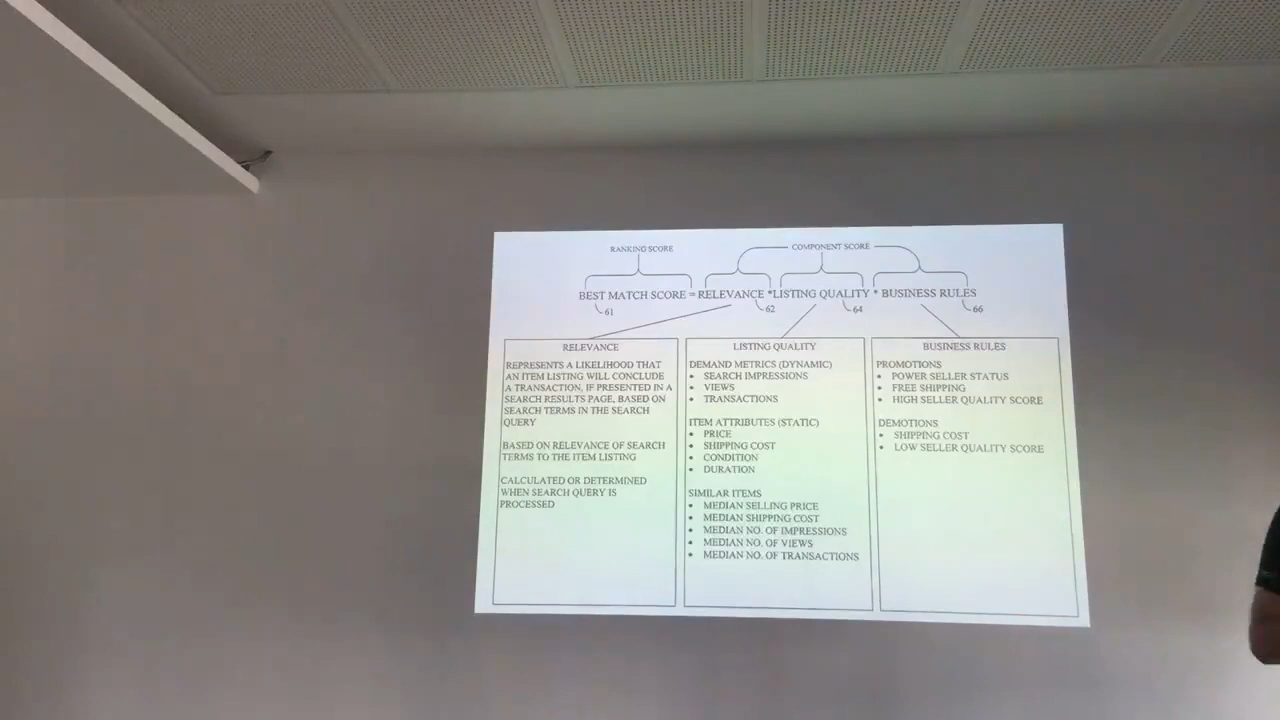 RANKING SCORE
COMPONENT SCORE
BEST MATCH SCORE = RELEVANCE *LISTING QUALITY * BUSINESS RULES
61
62
64
66
RELEVANCE
REPRESENTS A LIKELIHOOD THAT
AN ITEM LISTING WILL CONCLUDE
A TRANSACTION, IF PRESENTED IN A
SEARCH RESULTS PAGE, BASED ON
SEARCH TERMS IN THE SEARCH
QUERY
BASED ON RELEVANCE OF SEARCH
TERMS TO THE ITEM LISTING
CALCULATED OR DETERMINED
WHEN SEARCH QUERY IS
PROCESSED
LISTING QUALITY
DEMAND METRICS (DYNAMIC)
• SEARCH IMPRESSIONS
• VIEWS
• TRANSACTIONS
ITEM ATTRIBUTES (STATIC)
• PRICE
• SHIPPING COST
• CONDITION
• DURATION
SIMILAR ITEMS
• MEDIAN SELLING PRICE
• MEDIAN SHIPPING COST
• MEDIAN NO. OF IMPRESSIONS
• MEDIAN NO. OF VIEWS
• MEDIAN NO. OF TRANSACTIONS
BUSINESS RULES
PROMOTIONS
• POWER SELLER STATUS
• FREE SHIPPING
• HIGH SELLER QUALITY SCORE
DEMOTIONS
• SHIPPING COST
• LOW SELLER QUALITY SCORE